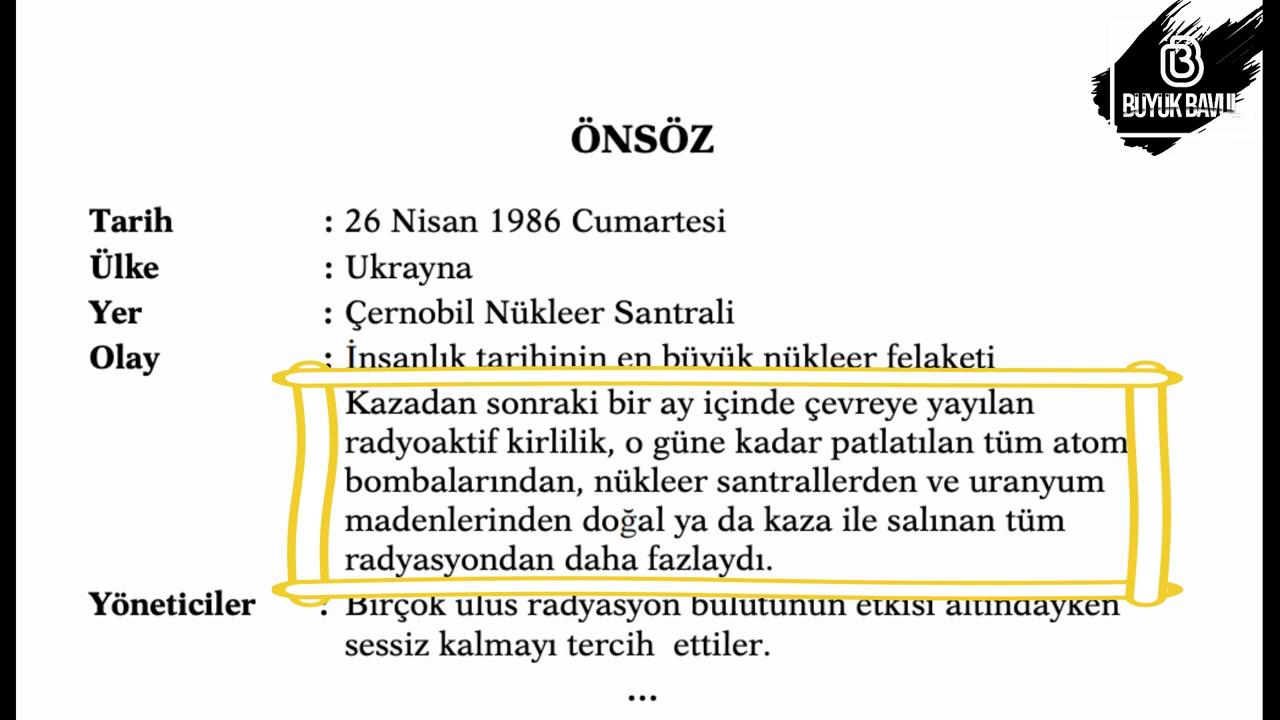 BÜYÜK BAVUL
ÖNSÖZ
Tarih : 26 Nisan 1986 Cumartesi
Ülke : Ukrayna
Yer : Çernobil Nükleer Santrali
Olay : İnsanlık tarihinin en büyük nükleer felaketi
Kazadan sonraki bir ay içinde çevreye yayılan
radyoaktif kirlilik, o güne kadar patlatılan tüm atom
bombalarından, nükleer santrallerden ve uranyum
madenlerinden doğal ya da kaza ile salınan tüm
radyasyondan daha fazlaydı.
Yöneticiler : Birçok ulus radyasyon bulutunun etkisi altındayken
sessiz kalmayı tercih ettiler.
...